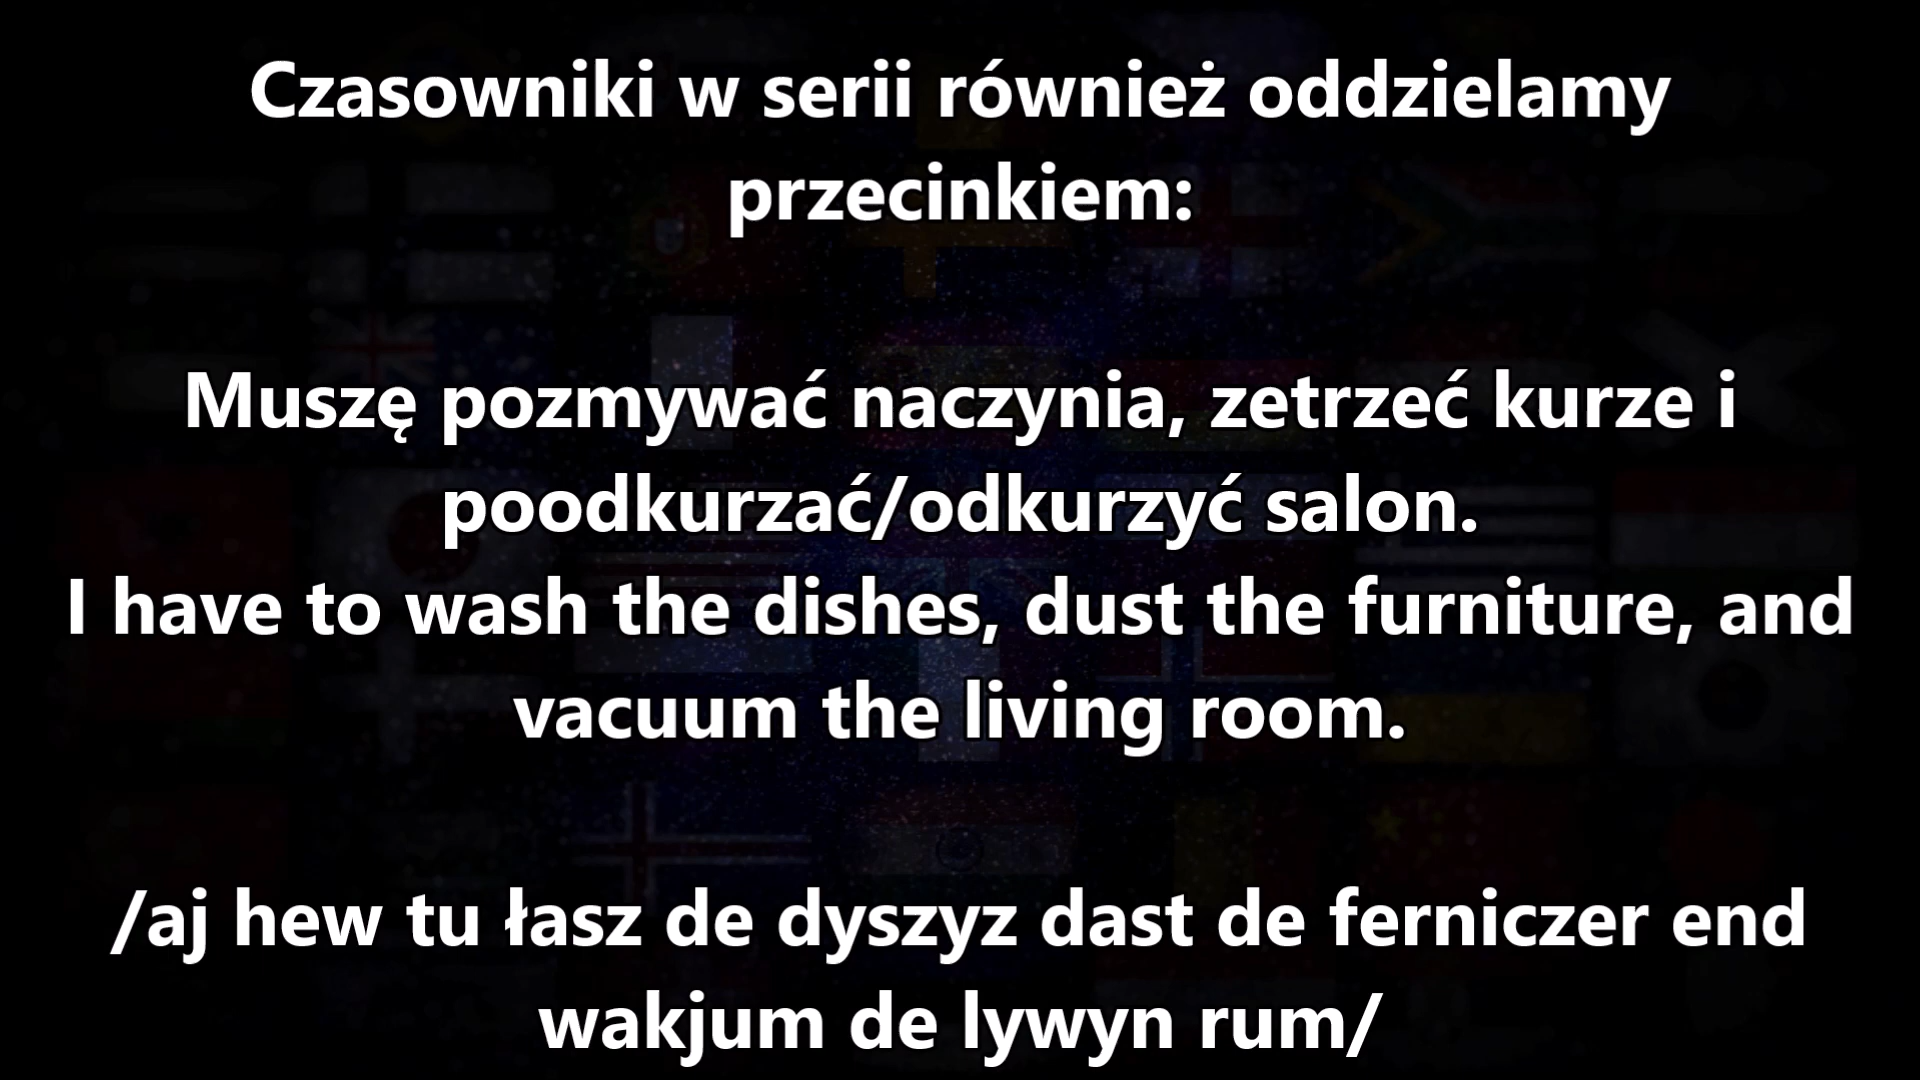 Czasowniki w serii również oddzielamy
przecinkiem:
Muszę pozmywać naczynia, zetrzeć kurze i
poodkurzać/odkurzyć salon.
I have to wash the dishes, dust the furniture, and
vacuum the living room.
/aj hew tu łasz de dyszyz dast de ferniczer end
wakjum de lywyn rum/